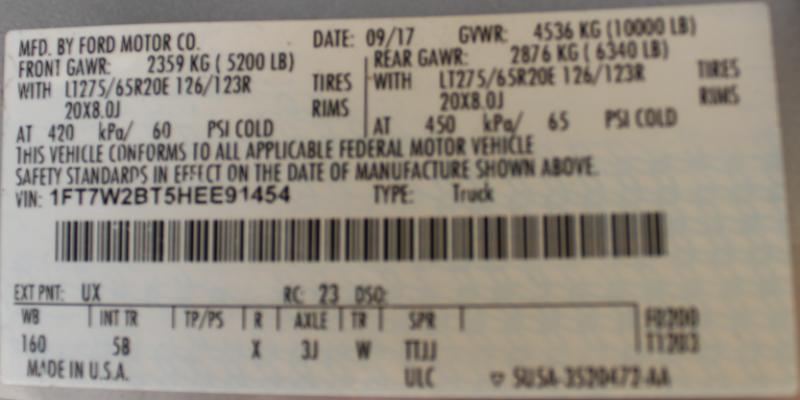 MFD. BY FORD MOTOR CO. DATE: 09/17 GVWR: 4536 KG (10000 LB)
FRONT GAWR: 2359 KG ( 5200 LB) REAR GAWR: 2876 KG ( 6340 LB)
WITH LT275/65R20E 126/123R TIRES WITH LT275/65R20E 126/123R TIRES
20X8.0J RIMS 20X8.0J RIMS
AT 420 kPa/ 60 PSI COLD AT 450 kPa/ 65 PSI COLD
THIS VEHICLE CONFORMS TO ALL APPLICABLE FEDERAL MOTOR VEHICLE
SAFETY STANDARDS IN EFFECT ON THE DATE OF MANUFACTURE SHOWN ABOVE.
VIN: 1FT7W2BT5HEE91454 TYPE: Truck
EXT PNT: UX RC: 23 DSO:
WB INT TR TP/PS R AXLE TR SPR F0200
160 5B X 3J W TTJJ T1203
MADE IN U.S.A. ULC SU5A-3520472-AA